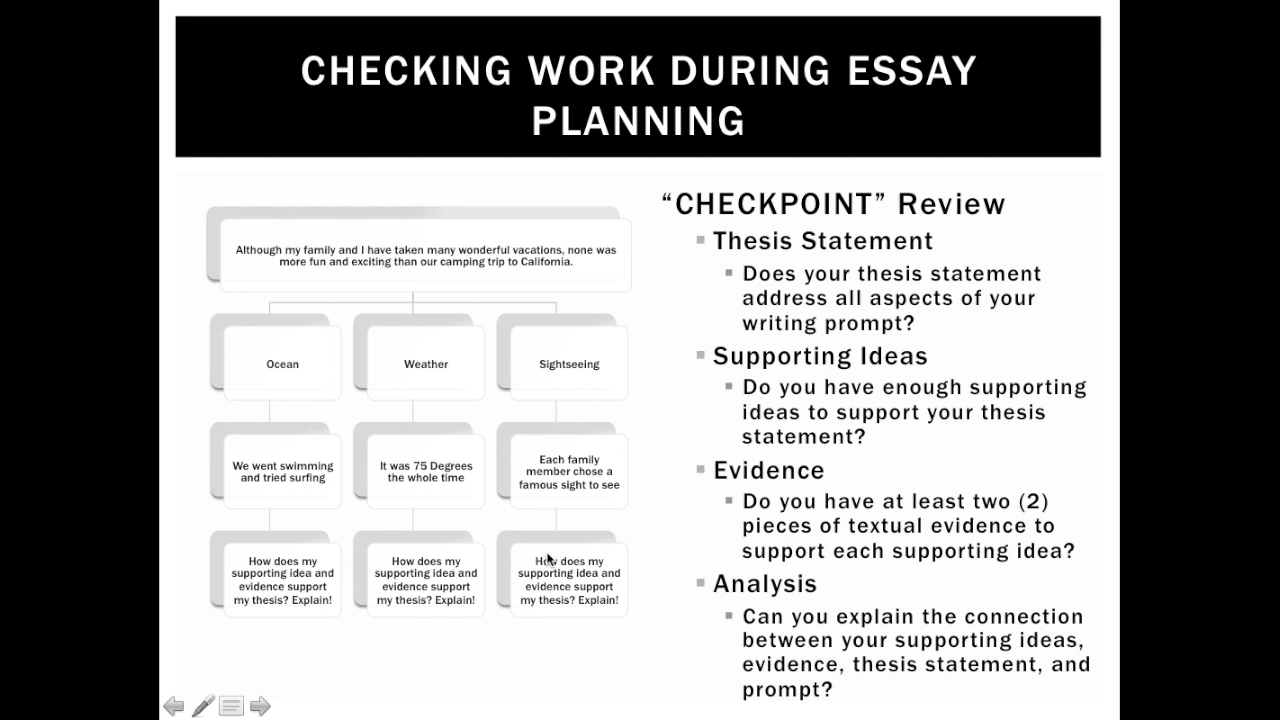 CHECKING WORK DURING ESSAY
PLANNING
Although my family and I have taken many wonderful vacations, none was
more fun and exciting than our camping trip to California.
Ocean
Weather
Sightseeing
We went swimming
and tried surfing
It was 75 Degrees
the whole time
Each family
member chose a
famous sight to see
How does my
supporting idea and
evidence support
my thesis? Explain!
How does my
supporting idea and
evidence support
my thesis? Explain!
How does my
supporting idea and
evidence support
my thesis? Explain!
“CHECKPOINT” Review
Thesis Statement
Does your thesis statement
address all aspects of your
writing prompt?
Supporting Ideas
Do you have enough supporting
ideas to support your thesis
statement?
Evidence
Do you have at least two (2)
pieces of textual evidence to
support each supporting idea?
Analysis
Can you explain the connection
between your supporting ideas,
evidence, thesis statement, and
prompt?